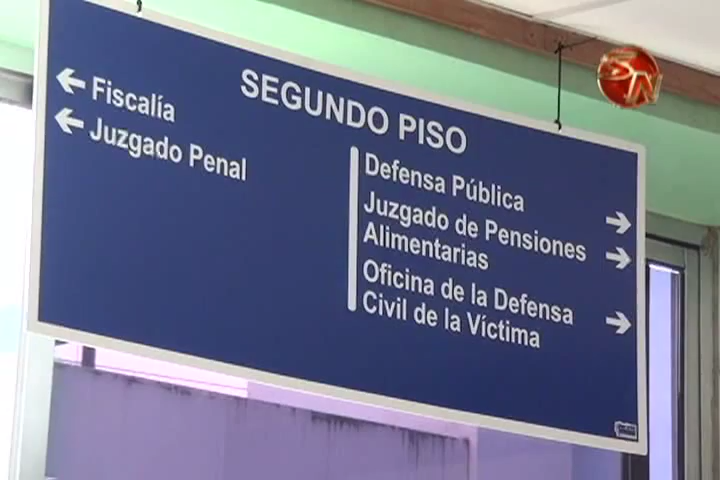 SEGUNDO PISO
Fiscalía
Juzgado Penal
Defensa Pública
Juzgado de Pensiones
Alimentarias
Oficina de la Defensa
Civil de la Víctima